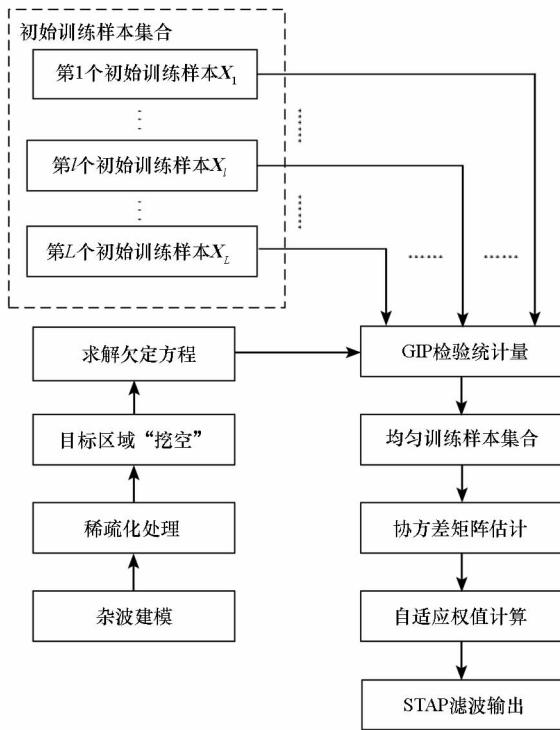 初始训练样本集合
第1个初始训练样本X₁
⋮
……
第l个初始训练样本Xₗ
⋮
……
第L个初始训练样本X_L
……
……
求解欠定方程
GIP检验统计量
目标区域“挖空”
均匀训练样本集合
稀疏化处理
协方差矩阵估计
杂波建模
自适应权值计算
STAP滤波输出